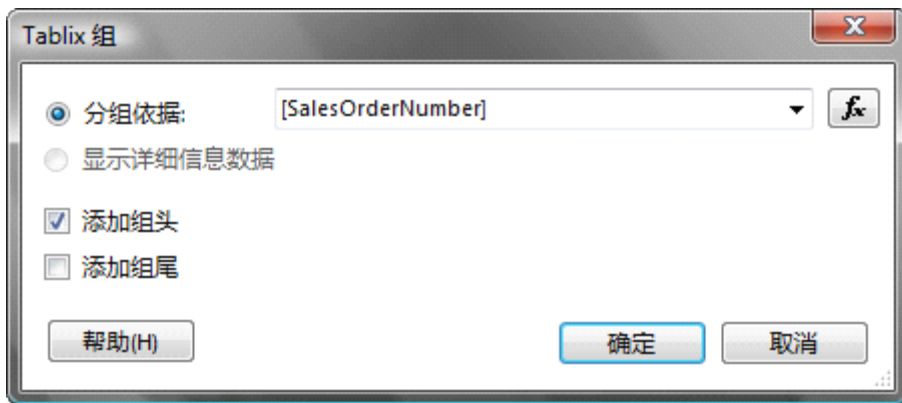 Tablix 组
分组依据: [SalesOrderNumber] fx
显示详细信息数据
添加组头
添加组尾
帮助(H) 确定 取消